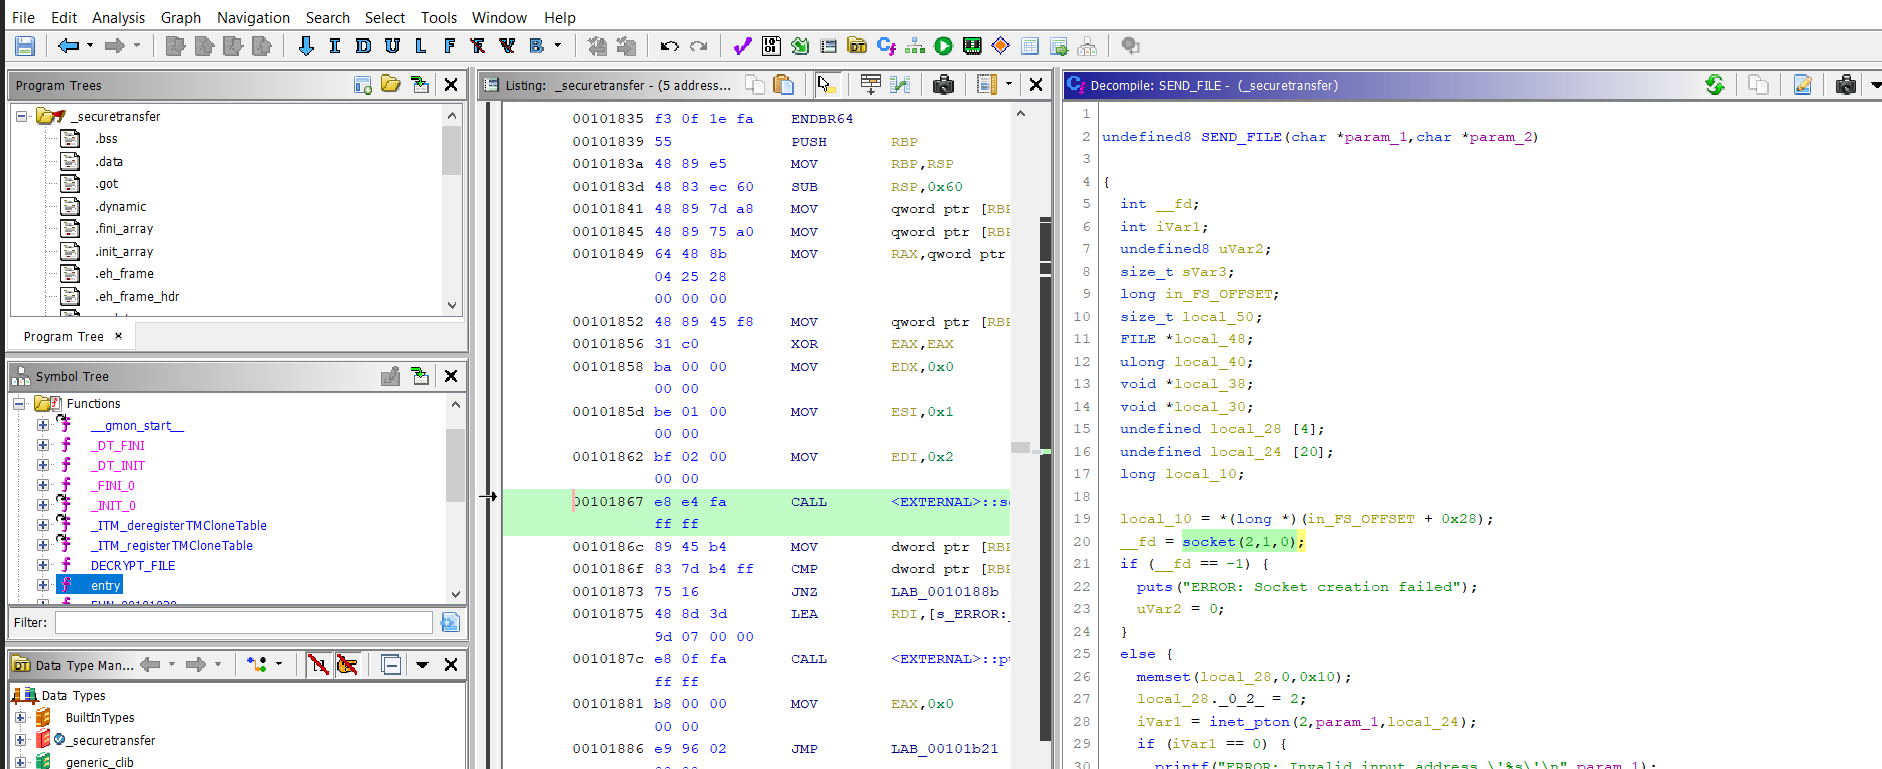 File Edit Analysis Graph Navigation Search Select Tools Window Help
I D U L F
B
Program Trees
_securetransfer
.bss
.data
.got
.dynamic
.fini_array
.init_array
.eh_frame
.eh_frame_hdr
Program Tree ×
Symbol Tree
Functions
__gmon_start__
_DT_FINI
_DT_INIT
_FINI_0
_INIT_0
_ITM_deregisterTMCloneTable
_ITM_registerTMCloneTable
DECRYPT_FILE
entry
Filter:
Data Type Man...
Data Types
BuiltInTypes
_securetransfer
generic_clib
Listing: _securetransfer - (5 address...
00101835 f3 0f 1e fa ENDBR64
00101839 55 PUSH RBP
0010183a 48 89 e5 MOV RBP,RSP
0010183d 48 83 ec 60 SUB RSP,0x60
00101841 48 89 7d a8 MOV qword ptr [RBP
00101845 48 89 75 a0 MOV qword ptr [RBP
00101849 64 48 8b MOV RAX,qword ptr
04 25 28
00 00 00
00101852 48 89 45 f8 MOV qword ptr [RBP
00101856 31 c0 XOR EAX,EAX
00101858 ba 00 00 MOV EDX,0x0
00 00
0010185d be 01 00 MOV ESI,0x1
00 00
00101862 bf 02 00 MOV EDI,0x2
00 00
00101867 e8 e4 fa CALL <EXTERNAL>::so
ff ff
0010186c 89 45 b4 MOV dword ptr [RBP
0010186f 83 7d b4 ff CMP dword ptr [RBP
00101873 75 16 JNZ LAB_0010188b
00101875 48 8d 3d LEA RDI,[s_ERROR:_
9d 07 00 00
0010187c e8 0f fa CALL <EXTERNAL>::pu
ff ff
00101881 b8 00 00 MOV EAX,0x0
00 00
00101886 e9 96 02 JMP LAB_00101b21
Decompile: SEND_FILE - (_securetransfer)
1
2 undefined8 SEND_FILE(char *param_1,char *param_2)
3
4 {
5 int __fd;
6 int iVar1;
7 undefined8 uVar2;
8 size_t sVar3;
9 long in_FS_OFFSET;
10 size_t local_50;
11 FILE *local_48;
12 ulong local_40;
13 void *local_38;
14 void *local_30;
15 undefined local_28 [4];
16 undefined local_24 [20];
17 long local_10;
18
19 local_10 = *(long *)(in_FS_OFFSET + 0x28);
20 __fd = socket(2,1,0);
21 if (__fd == -1) {
22 puts("ERROR: Socket creation failed");
23 uVar2 = 0;
24 }
25 else {
26 memset(local_28,0,0x10);
27 local_28._0_2_ = 2;
28 iVar1 = inet_pton(2,param_1,local_24);
29 if (iVar1 == 0) {
30 printf("ERROR: Invalid input address \'%s\'\n",param_1);